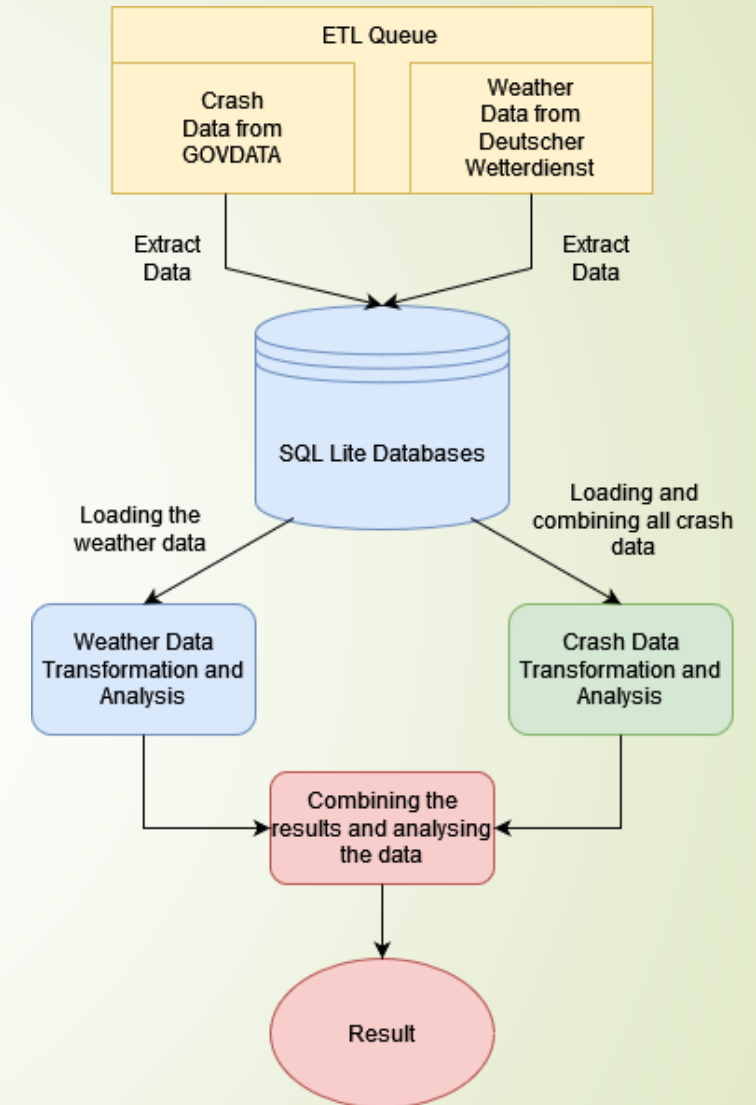 ETL Queue
Crash
Data from
GOVDATA
Weather
Data from
Deutscher
Wetterdienst
Extract
Data
Extract
Data
SQL Lite Databases
Loading the
weather data
Loading and
combining all crash
data
Weather Data
Transformation and
Analysis
Crash Data
Transformation and
Analysis
Combining the
results and analysing
the data
Result